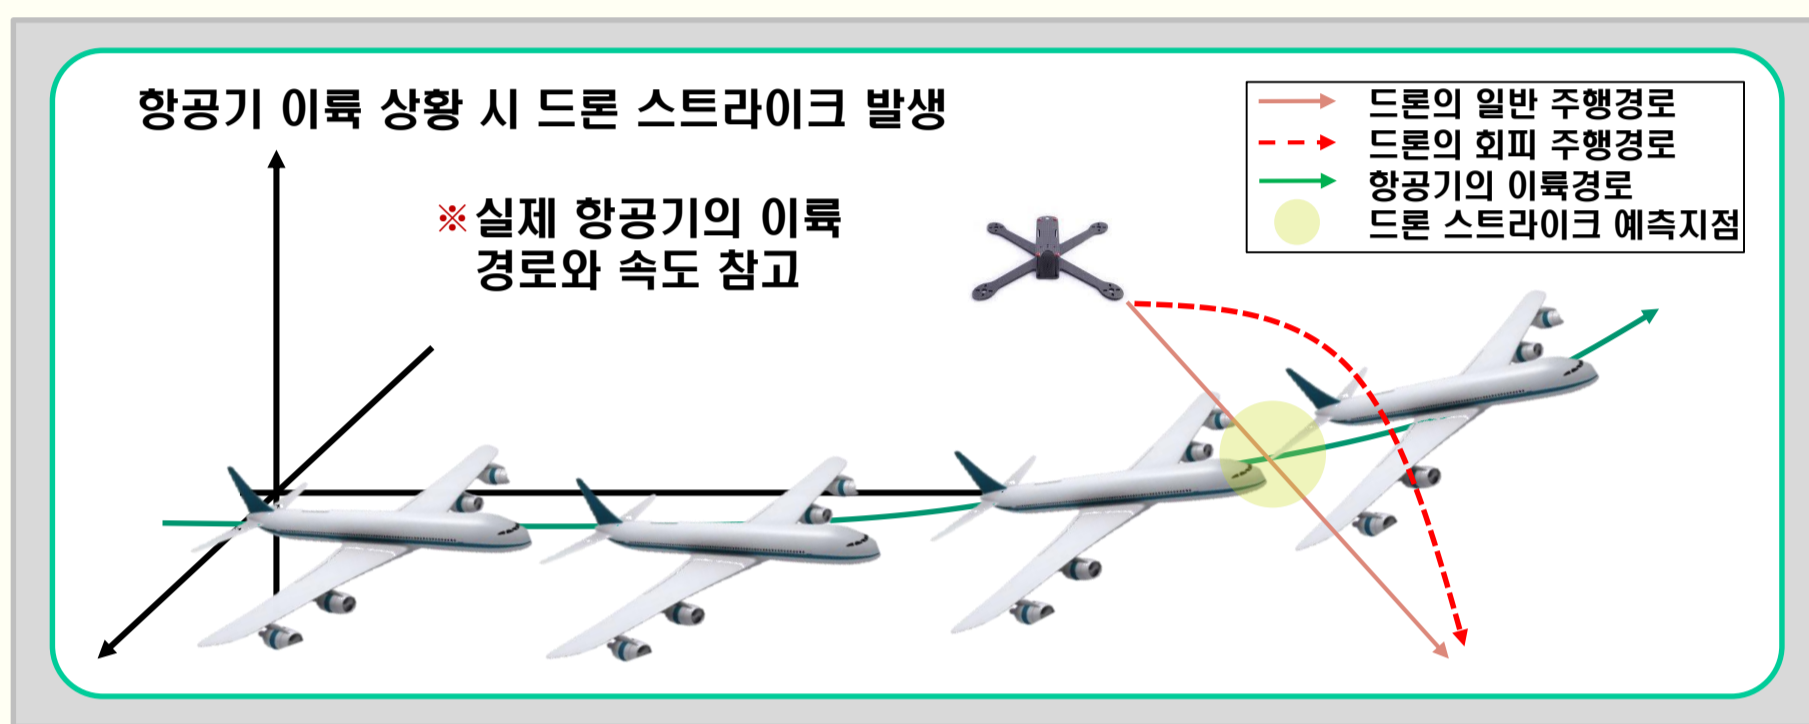 항공기 이륙 상황 시 드론 스트라이크 발생
※ 실제 항공기의 이륙
경로와 속도 참고
드론의 일반 주행경로
드론의 회피 주행경로
항공기의 이륙경로
드론 스트라이크 예측지점